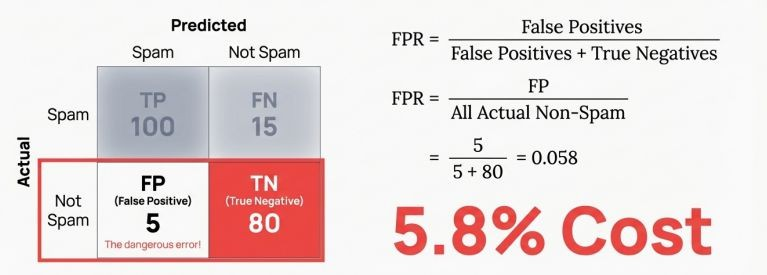 Predicted
Spam
Not Spam
Actual
Spam
TP
100
FN
15
Not
Spam
FP
(False Positive)
5
The dangerous error!
TN
(True Negative)
80
FPR = False Positives / False Positives + True Negatives
FPR = FP / All Actual Non-Spam
= 5 / 5 + 80 = 0.058
5.8% Cost